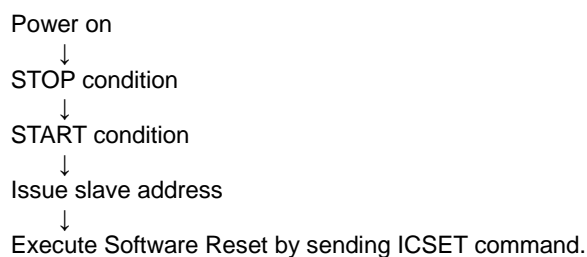 Power on
↓
STOP condition
↓
START condition
↓
Issue slave address
↓
Execute Software Reset by sending ICSET command.